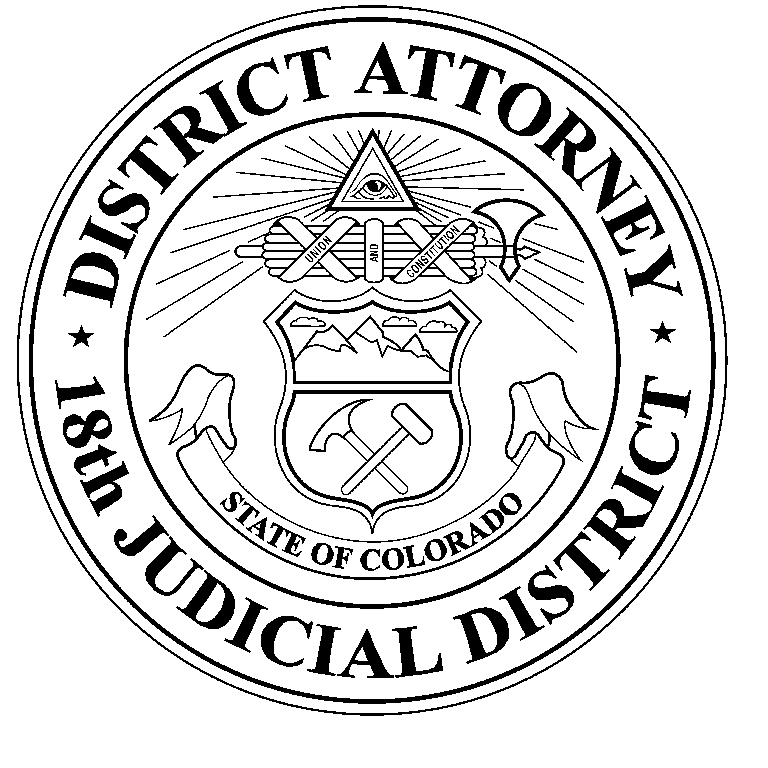 DISTRICT ATTORNEY
UNION
AND
CONSTITUTION
STATE OF COLORADO
18th JUDICIAL DISTRICT